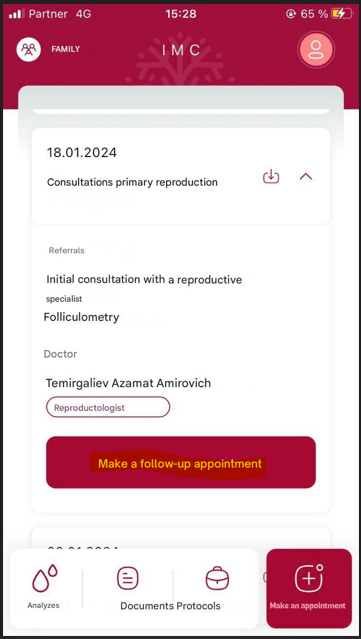 Partner 4G 15:28 65 %
FAMILY IMC
18.01.2024
Consultations primary reproduction
Referrals
Initial consultation with a reproductive
specialist
Folliculometry
Doctor
Temirgaliev Azamat Amirovich
Reproductologist
Make a follow-up appointment
Analyzes
Documents Protocols
Make an appointment